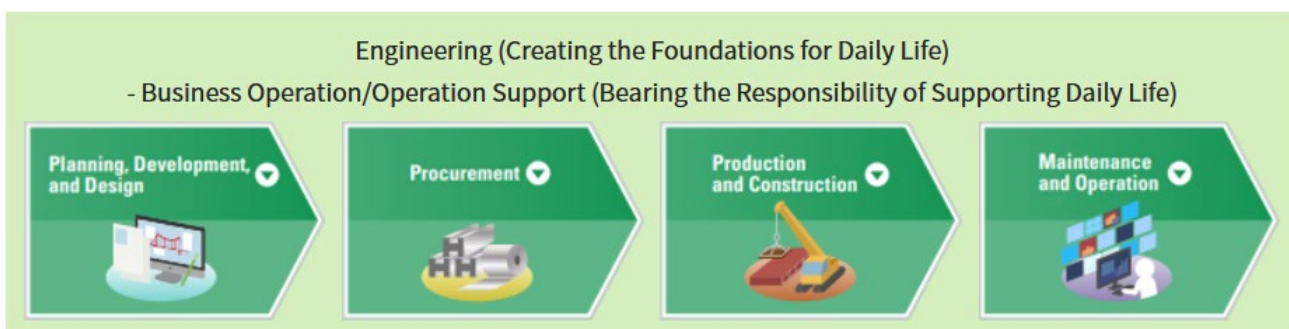 Engineering (Creating the Foundations for Daily Life)
- Business Operation/Operation Support (Bearing the Responsibility of Supporting Daily Life)
Planning, Development,
and Design
Procurement
Production
and Construction
Maintenance
and Operation